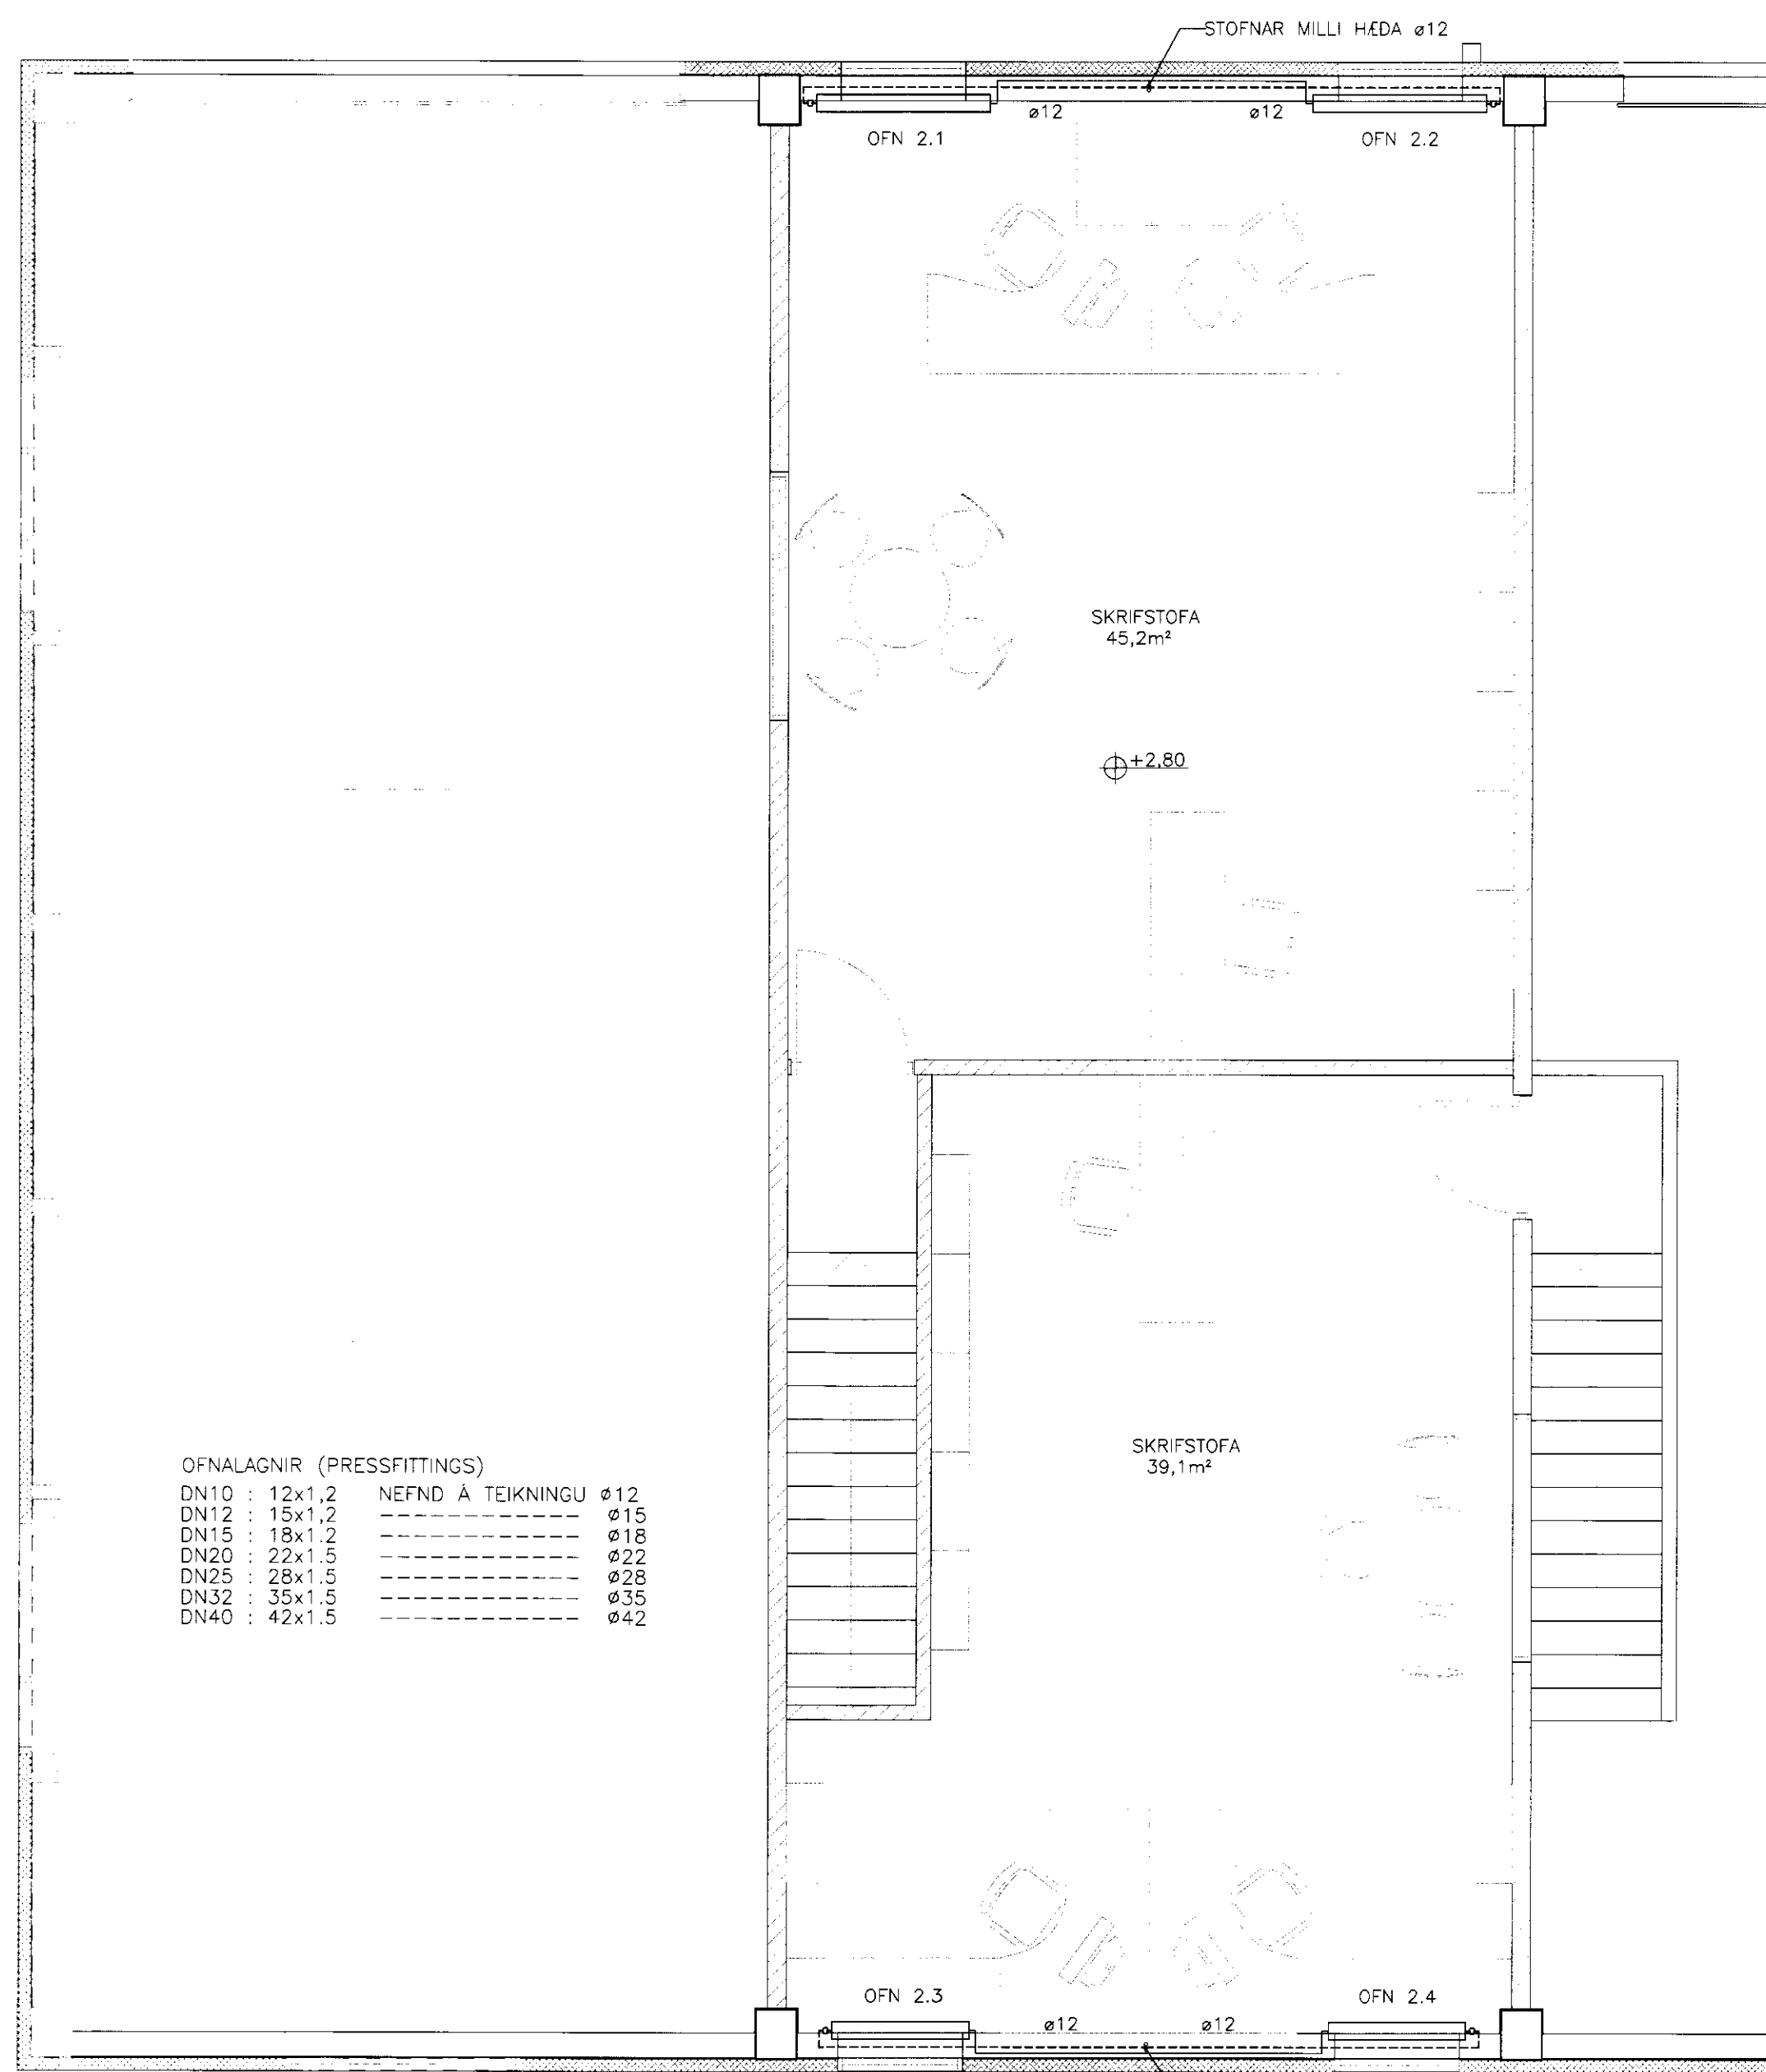 STOFNAR MILLI HÆDA ø12
ø12
ø12
OFN 2.1
OFN 2.2
SKRIFSTOFA
45,2m²
+2,80
SKRIFSTOFA
39,1m²
OFNALAGNIR (PRESSFITTINGS)
DN10 : 12x1,2 NEFND Á TEIKNINGU ø12
DN12 : 15x1,2 ------------ ø15
DN15 : 18x1.2 ------------ ø18
DN20 : 22x1.5 ------------ ø22
DN25 : 28x1.5 ------------ ø28
DN32 : 35x1.5 ------------ ø35
DN40 : 42x1.5 ------------ ø42
OFN 2.3
OFN 2.4
ø12
ø12